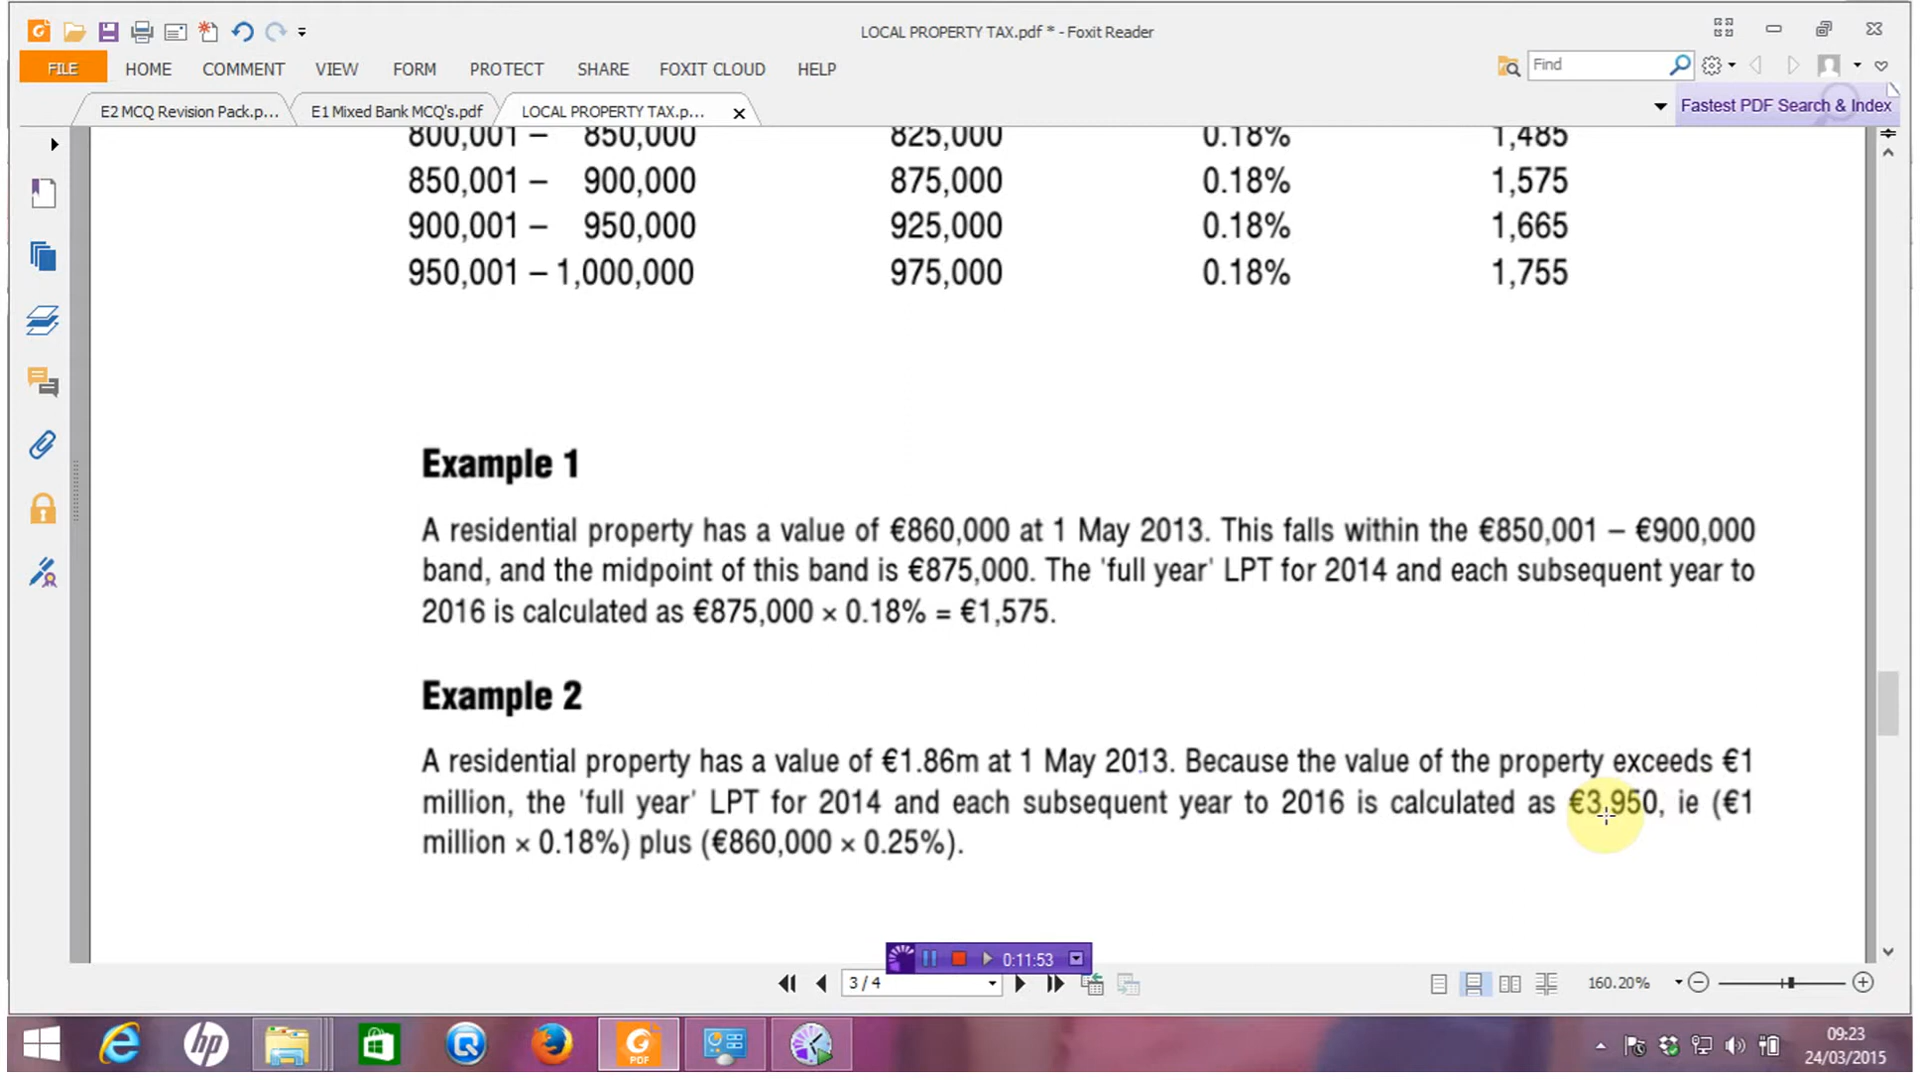 LOCAL PROPERTY TAX.pdf * - Foxit Reader
FILE HOME COMMENT VIEW FORM PROTECT SHARE FOXIT CLOUD HELP Find
E2 MCQ Revision Pack.p... E1 Mixed Bank MCQ's.pdf LOCAL PROPERTY TAX.p... Fastest PDF Search & Index
800,001 – 850,000 825,000 0.18% 1,485
850,001 – 900,000 875,000 0.18% 1,575
900,001 – 950,000 925,000 0.18% 1,665
950,001 – 1,000,000 975,000 0.18% 1,755
Example 1
A residential property has a value of €860,000 at 1 May 2013. This falls within the €850,001 – €900,000
band, and the midpoint of this band is €875,000. The 'full year' LPT for 2014 and each subsequent year to
2016 is calculated as €875,000 × 0.18% = €1,575.
Example 2
A residential property has a value of €1.86m at 1 May 2013. Because the value of the property exceeds €1
million, the 'full year' LPT for 2014 and each subsequent year to 2016 is calculated as €3,950, ie (€1
million × 0.18%) plus (€860,000 × 0.25%).
0:11:53
3 / 4 160.20%
hp PDF 09:23
24/03/2015